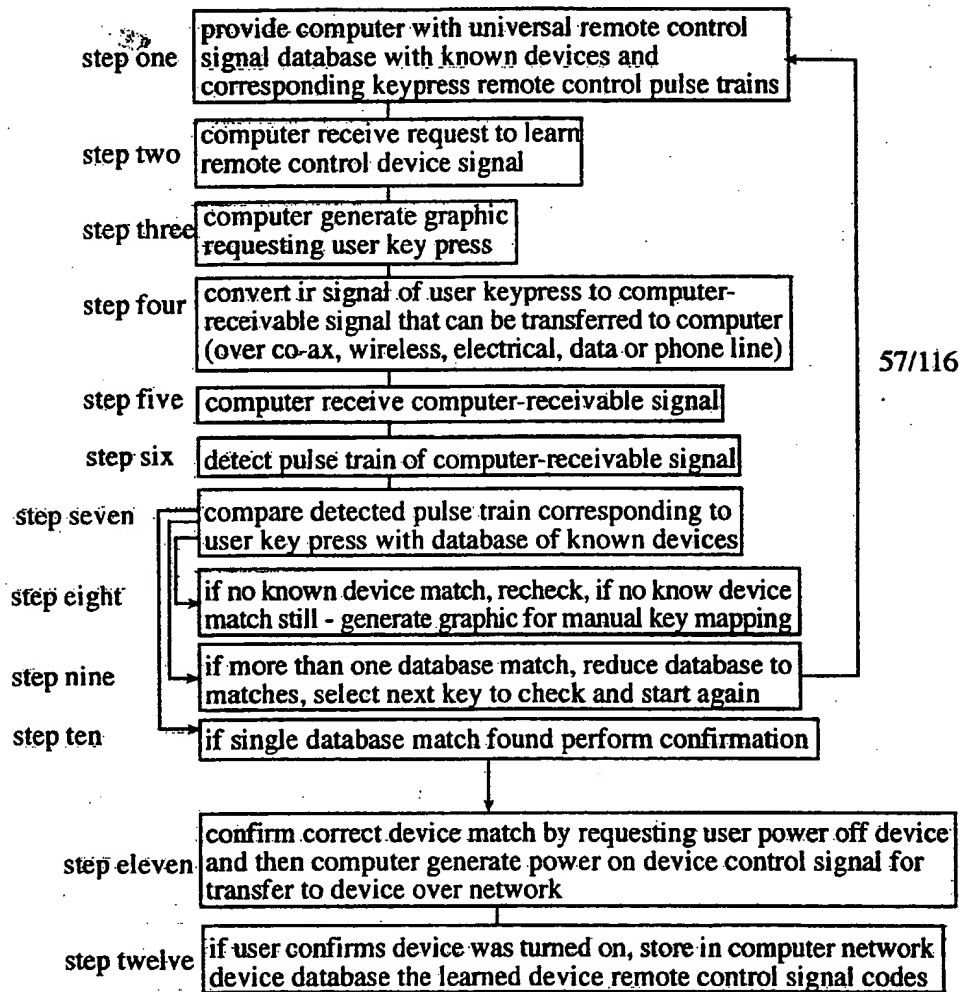 step one
provide computer with universal remote control
signal database with known devices and
corresponding keypress remote control pulse trains
step two
computer receive request to learn
remote control device signal
step three
computer generate graphic
requesting user key press
step four
convert ir signal of user keypress to computer-
receivable signal that can be transferred to computer
(over co-ax, wireless, electrical, data or phone line)
57/116
step five
computer receive computer-receivable signal
step six
detect pulse train of computer-receivable signal
step seven
compare detected pulse train corresponding to
user key press with database of known devices
step eight
if no known device match, recheck, if no know device
match still - generate graphic for manual key mapping
step nine
if more than one database match, reduce database to
matches, select next key to check and start again
step ten
if single database match found perform confirmation
step eleven
confirm correct device match by requesting user power off device
and then computer generate power on device control signal for
transfer to device over network
step twelve
if user confirms device was turned on, store in computer network
device database the learned device remote control signal codes